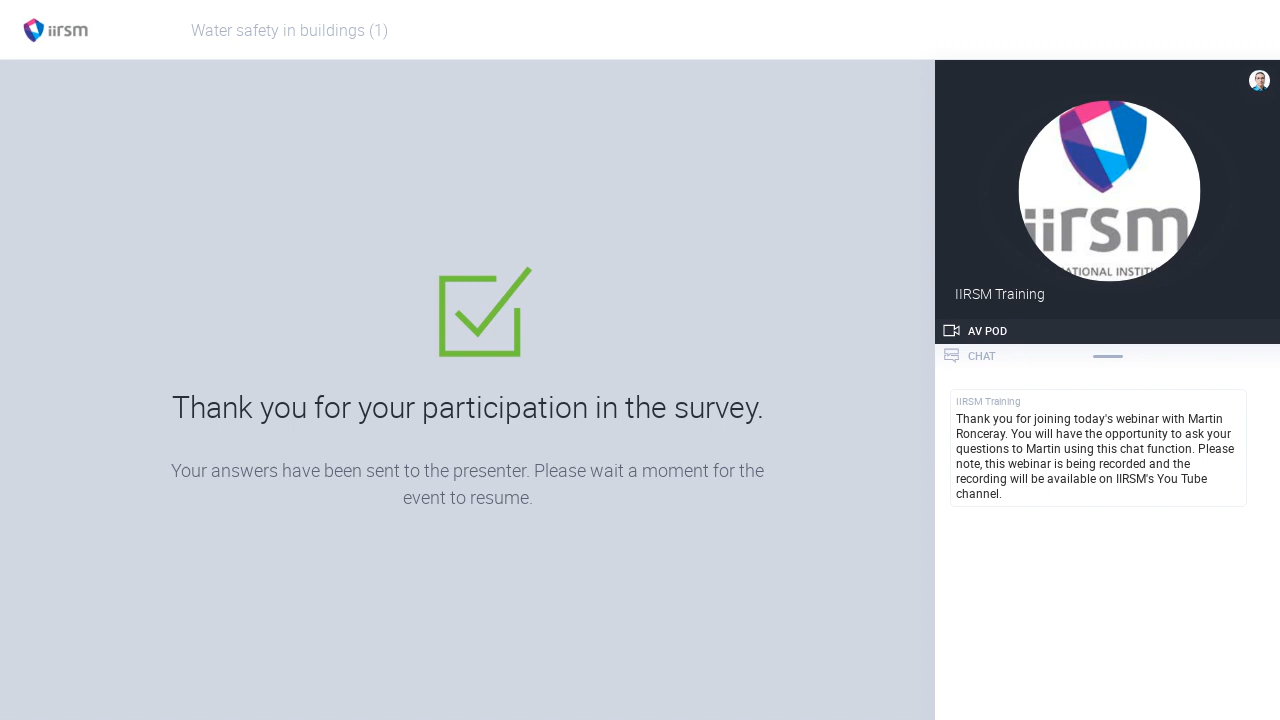 iirsm
Water safety in buildings (1)
Thank you for your participation in the survey.
Your answers have been sent to the presenter. Please wait a moment for the
event to resume.
iirsm
ATIONAL INSTIT
IIRSM Training
AV POD
CHAT
IIRSM Training
Thank you for joining today's webinar with Martin
Ronceray. You will have the opportunity to ask your
questions to Martin using this chat function. Please
note, this webinar is being recorded and the
recording will be available on IIRSM's You Tube
channel.